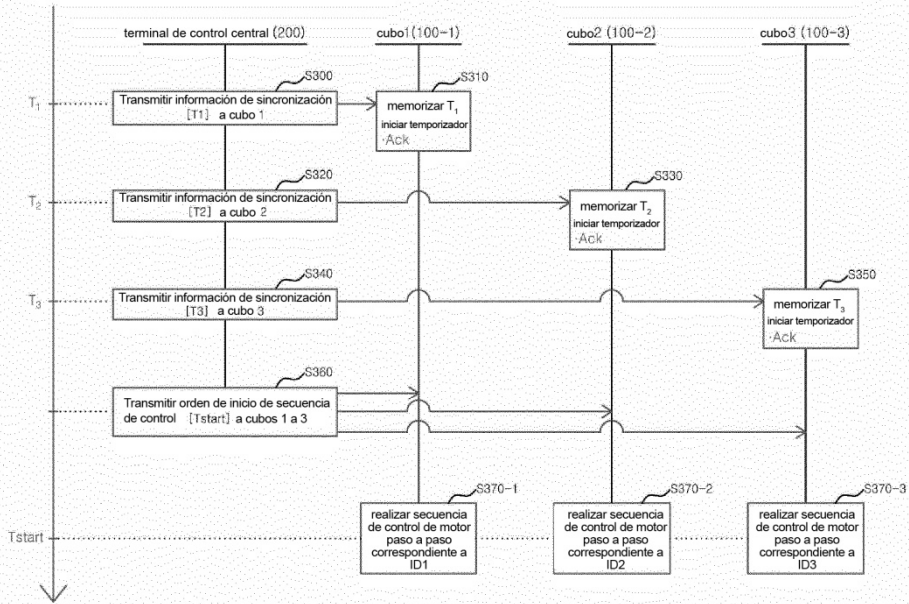 terminal de control central (200)
cubo1(100-1)
cubo2 (100-2)
cubo3 (100-3)
S300
S310
T1
Transmitir información de sincronización
[T1] a cubo 1
memorizar T1
iniciar temporizador
·Ack
S320
S330
T2
Transmitir información de sincronización
[T2] a cubo 2
memorizar T2
iniciar temporizador
·Ack
S340
S350
T3
Transmitir información de sincronización
[T3] a cubo 3
memorizar T3
iniciar temporizador
·Ack
S360
Transmitir orden de inicio de secuencia
de control [Tstart] a cubos 1 a 3
S370-1
S370-2
S370-3
Tstart
realizar secuencia
de control de motor
paso a paso
correspondiente a
ID1
realizar secuencia
de control de motor
paso a paso
correspondiente a
ID2
realizar secuencia
de control de motor
paso a paso
correspondiente a
ID3